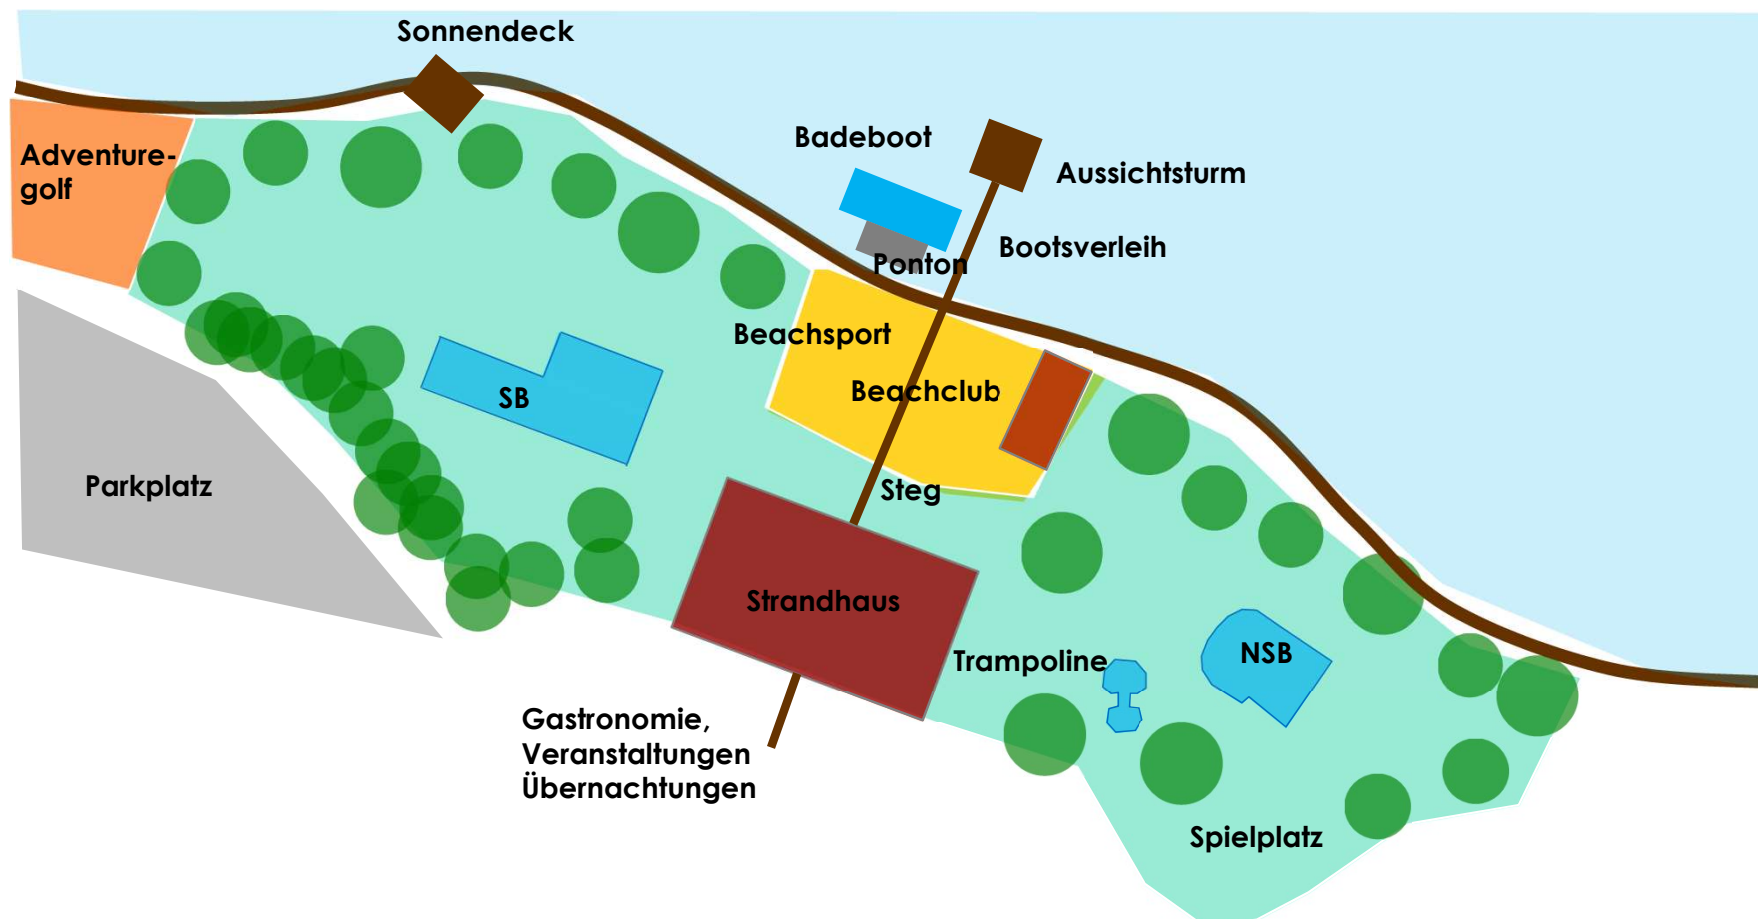 Sonnendeck
Badeboot
Adventure-
golf
Aussichtsturm
Bootsverleih
Ponton
Beachsport
Beachclub
SB
Parkplatz
Steg
Strandhaus
Trampoline
NSB
Gastronomie,
Veranstaltungen
Übernachtungen
Spielplatz